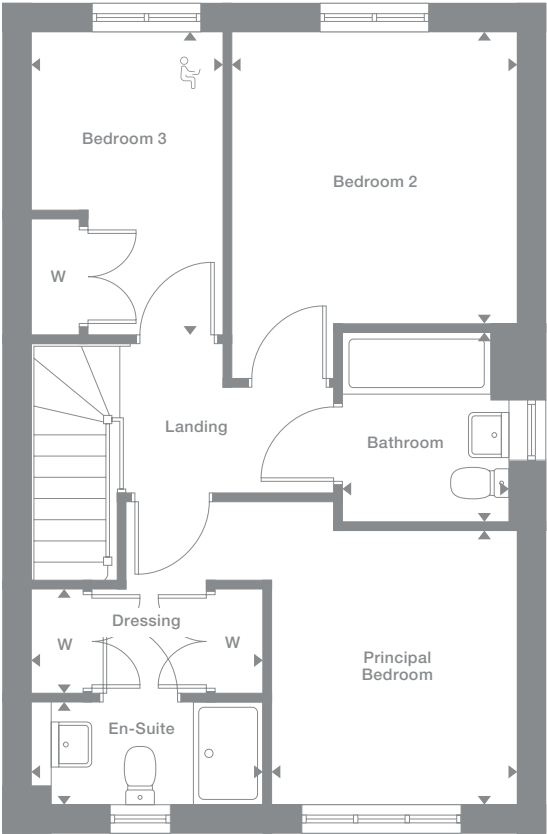 Bedroom 3
Bedroom 2
W
Landing
Bathroom
Dressing
W
W
Principal
Bedroom
En-Suite